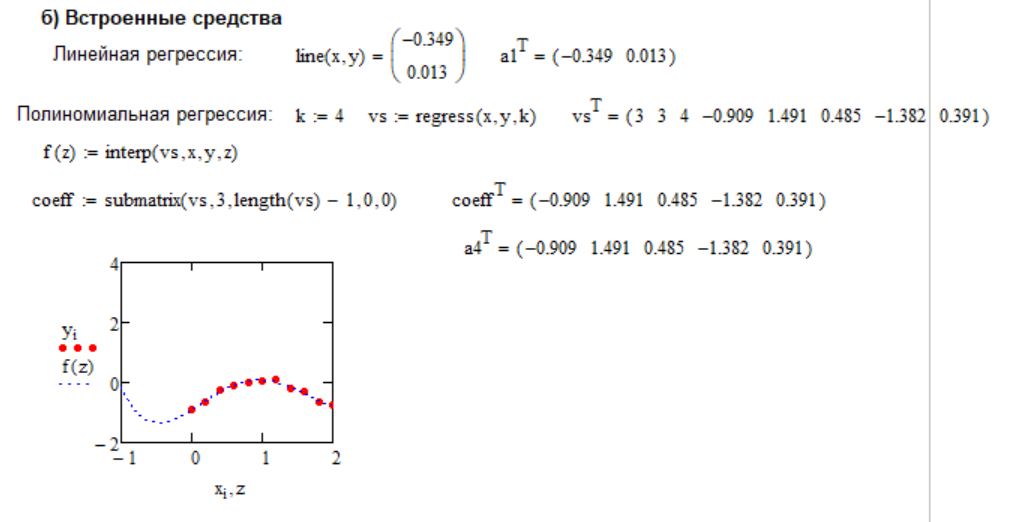 б) Встроенные средства
Линейная регрессия: line(x,y) = (−0.349 0.013) a1ᵀ = (−0.349 0.013)
Полиномиальная регрессия: k := 4 vs := regress(x,y,k) vsᵀ = (3 3 4 −0.909 1.491 0.485 −1.382 0.391)
f(z) := interp(vs,x,y,z)
coeff := submatrix(vs,3,length(vs) − 1,0,0) coeffᵀ = (−0.909 1.491 0.485 −1.382 0.391)
a4ᵀ = (−0.909 1.491 0.485 −1.382 0.391)
4
2
0
−2
yᵢ
f(z)
−1 0 1 2
xᵢ,z